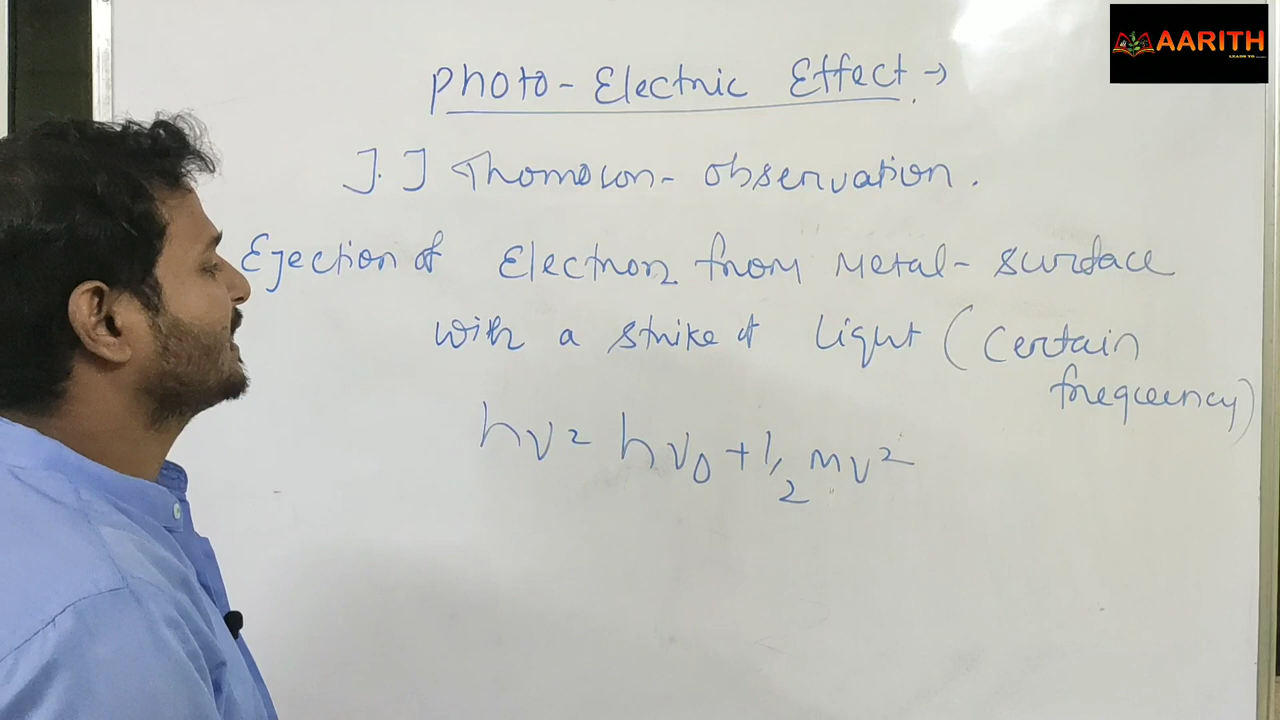 AARITH
Photo-Electric Effect →
J.J Thomoson - observation.
Ejection of Electron from Metal-surface
with a strike of light (certain
frequency)
hν = hν₀ + 1/2 mv²